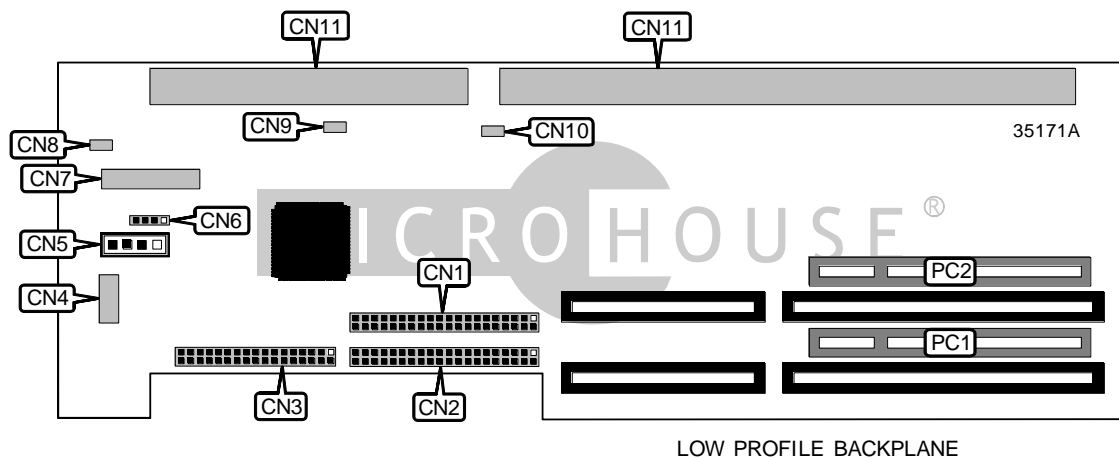 CN11 CN11
CN9 CN10 35171A
CN8
CN7
CN6
CN5
CN4
CN1
PC2
PC1
CN3 CN2
MICROHOUSE®
LOW PROFILE BACKPLANE